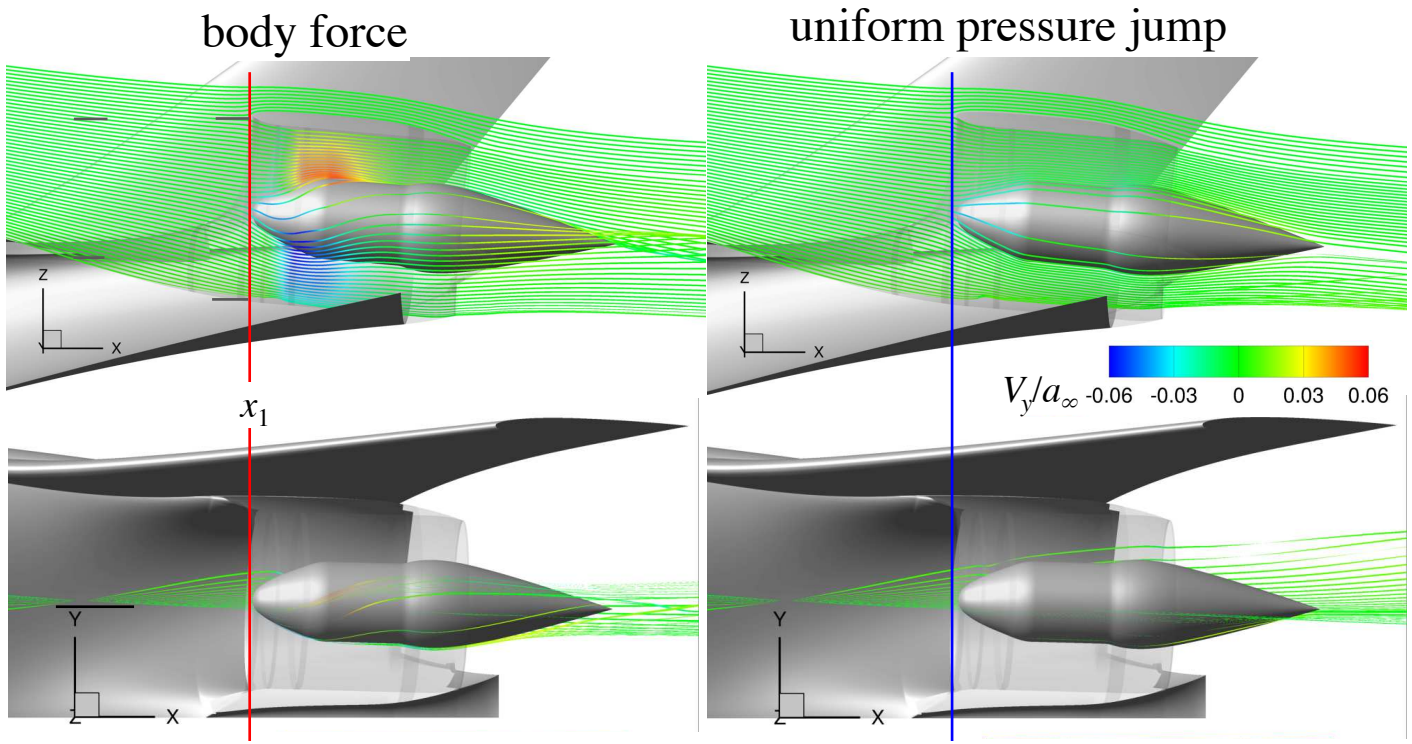 body force
uniform pressure jump
Z
Y
X
Z
Y
X
V_y/a_∞
-0.06 -0.03 0 0.03 0.06
x_1
Y
Z
X
Y
Z
X